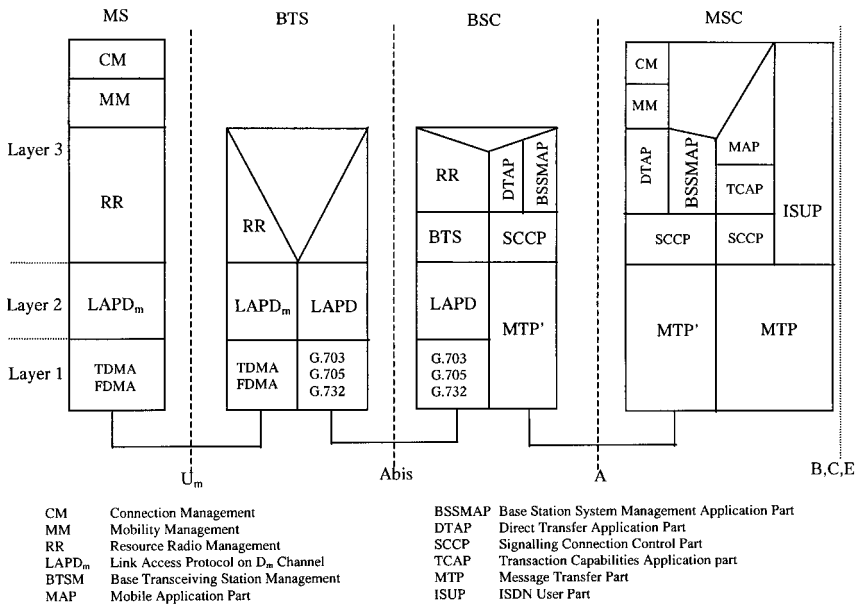 MS BTS BSC MSC
CM
MM
Layer 3
RR
Layer 2
LAPDm
Layer 1
TDMA
FDMA
RR
LAPDm LAPD
TDMA
FDMA
G.703
G.705
G.732
RR
DTAP
BSSMAP
BTS SCCP
LAPD
MTP'
G.703
G.705
G.732
CM
MM
DTAP
BSSMAP
MAP
TCAP
ISUP
SCCP SCCP
MTP' MTP
Um Abis A B,C,E
CM Connection Management
MM Mobility Management
RR Resource Radio Management
LAPDm Link Access Protocol on Dm Channel
BTSM Base Transceiving Station Management
MAP Mobile Application Part
BSSMAP Base Station System Management Application Part
DTAP Direct Transfer Application Part
SCCP Signalling Connection Control Part
TCAP Transaction Capabilities Application part
MTP Message Transfer Part
ISUP ISDN User Part